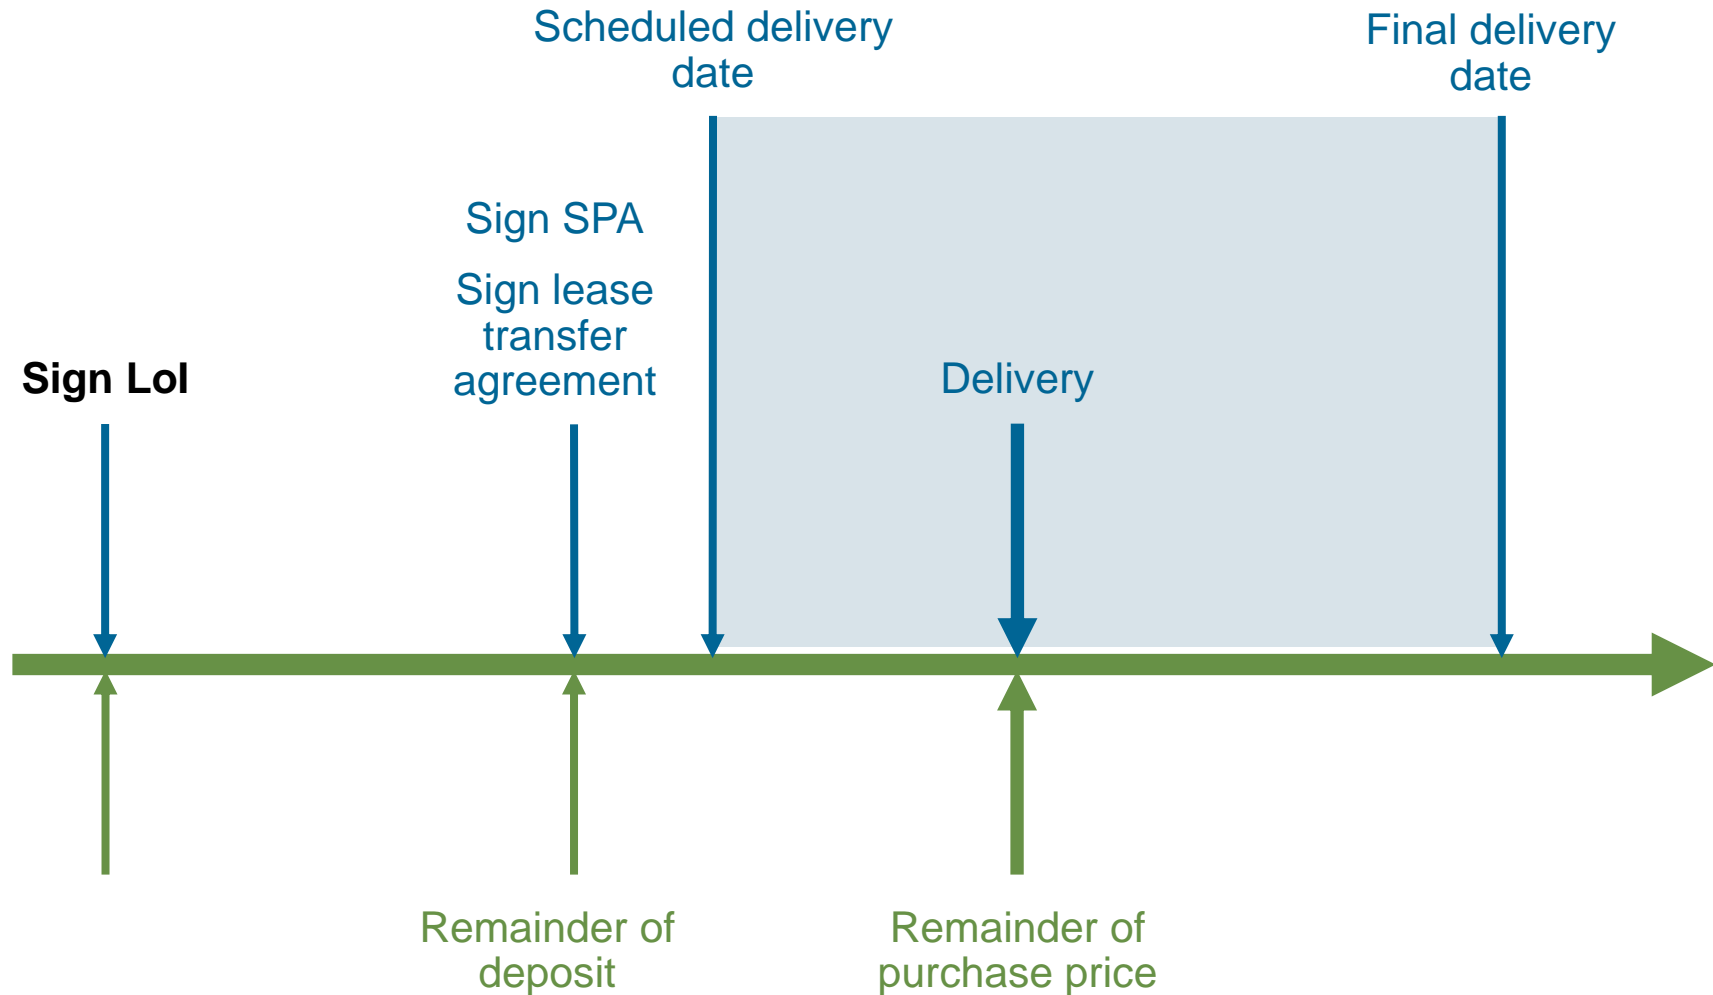 Scheduled delivery
date
Final delivery
date
Sign SPA
Sign lease
transfer
agreement
Sign LoI
Delivery
Remainder of
deposit
Remainder of
purchase price